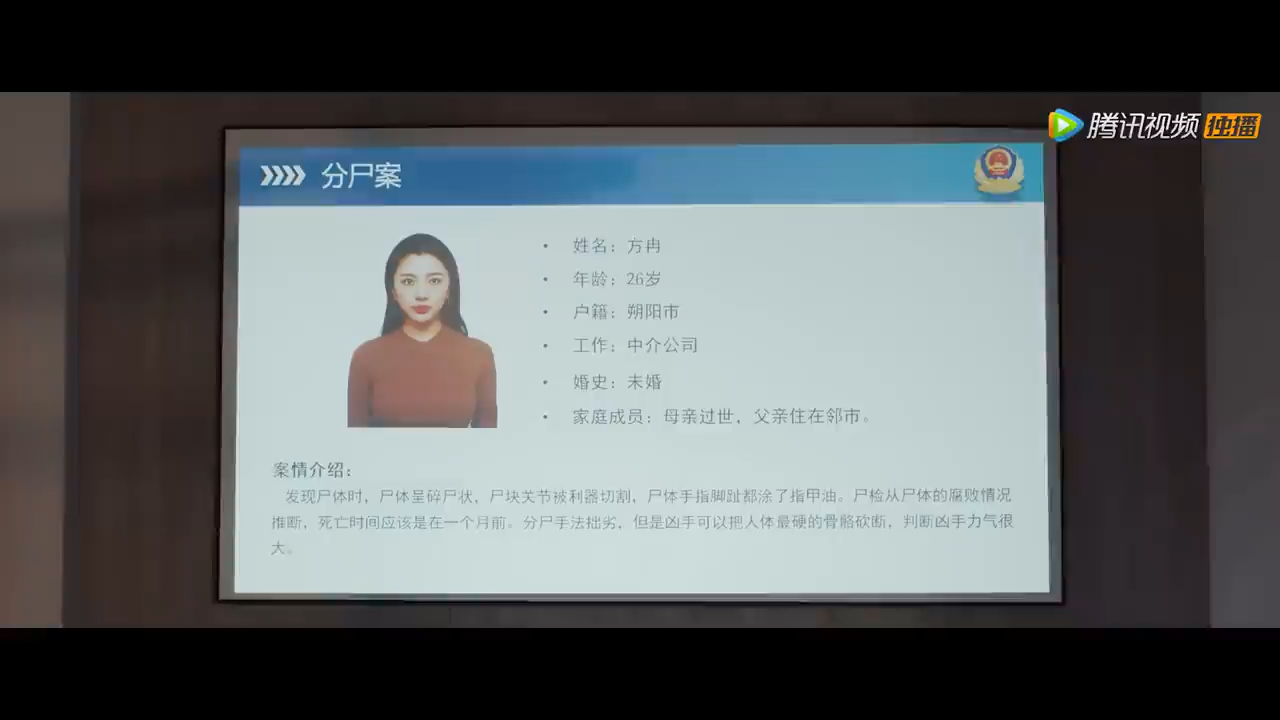 腾讯视频 独播
分尸案
姓名：方冉
年龄：26岁
户籍：朔阳市
工作：中介公司
婚史：未婚
家庭成员：母亲过世，父亲住在邻市。
案情介绍：
发现尸体时，尸体呈碎尸状，尸块关节被利器切割，尸体手指脚趾都涂了指甲油。尸检从尸体的腐败情况
推断，死亡时间应该是在一个月前。分尸手法拙劣，但是凶手可以把人体最硬的骨骼砍断，判断凶手力气很
大。